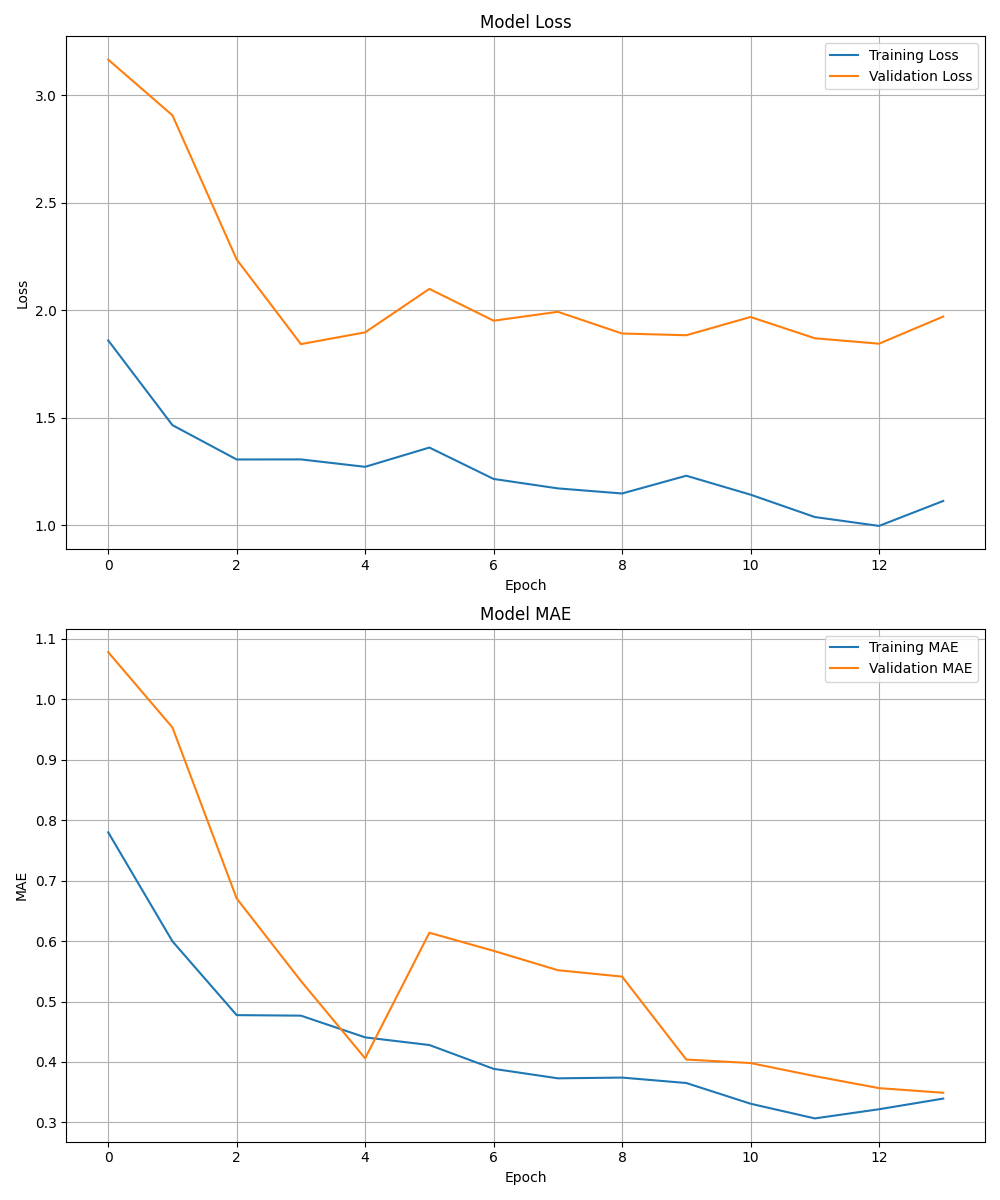 Model Loss
Training Loss
Validation Loss
3.0
2.5
2.0
1.5
1.0
Loss
0 2 4 6 8 10 12
Epoch
Model MAE
Training MAE
Validation MAE
1.1
1.0
0.9
0.8
0.7
0.6
0.5
0.4
0.3
MAE
0 2 4 6 8 10 12
Epoch